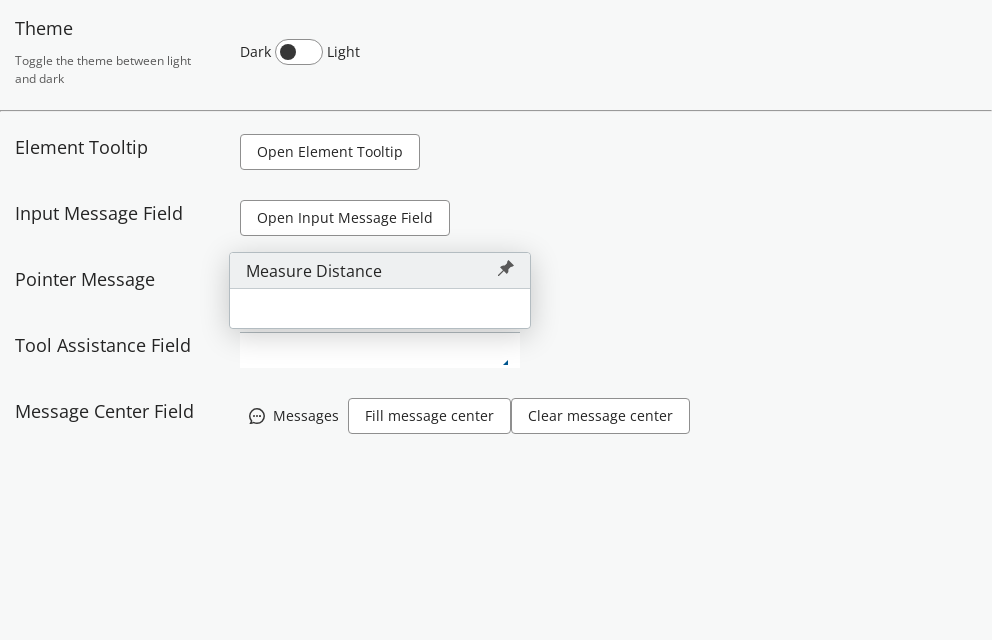 Theme
Toggle the theme between light
and dark
Dark Light
Element Tooltip
Open Element Tooltip
Input Message Field
Open Input Message Field
Pointer Message
Measure Distance
Tool Assistance Field
Message Center Field
Messages
Fill message center
Clear message center